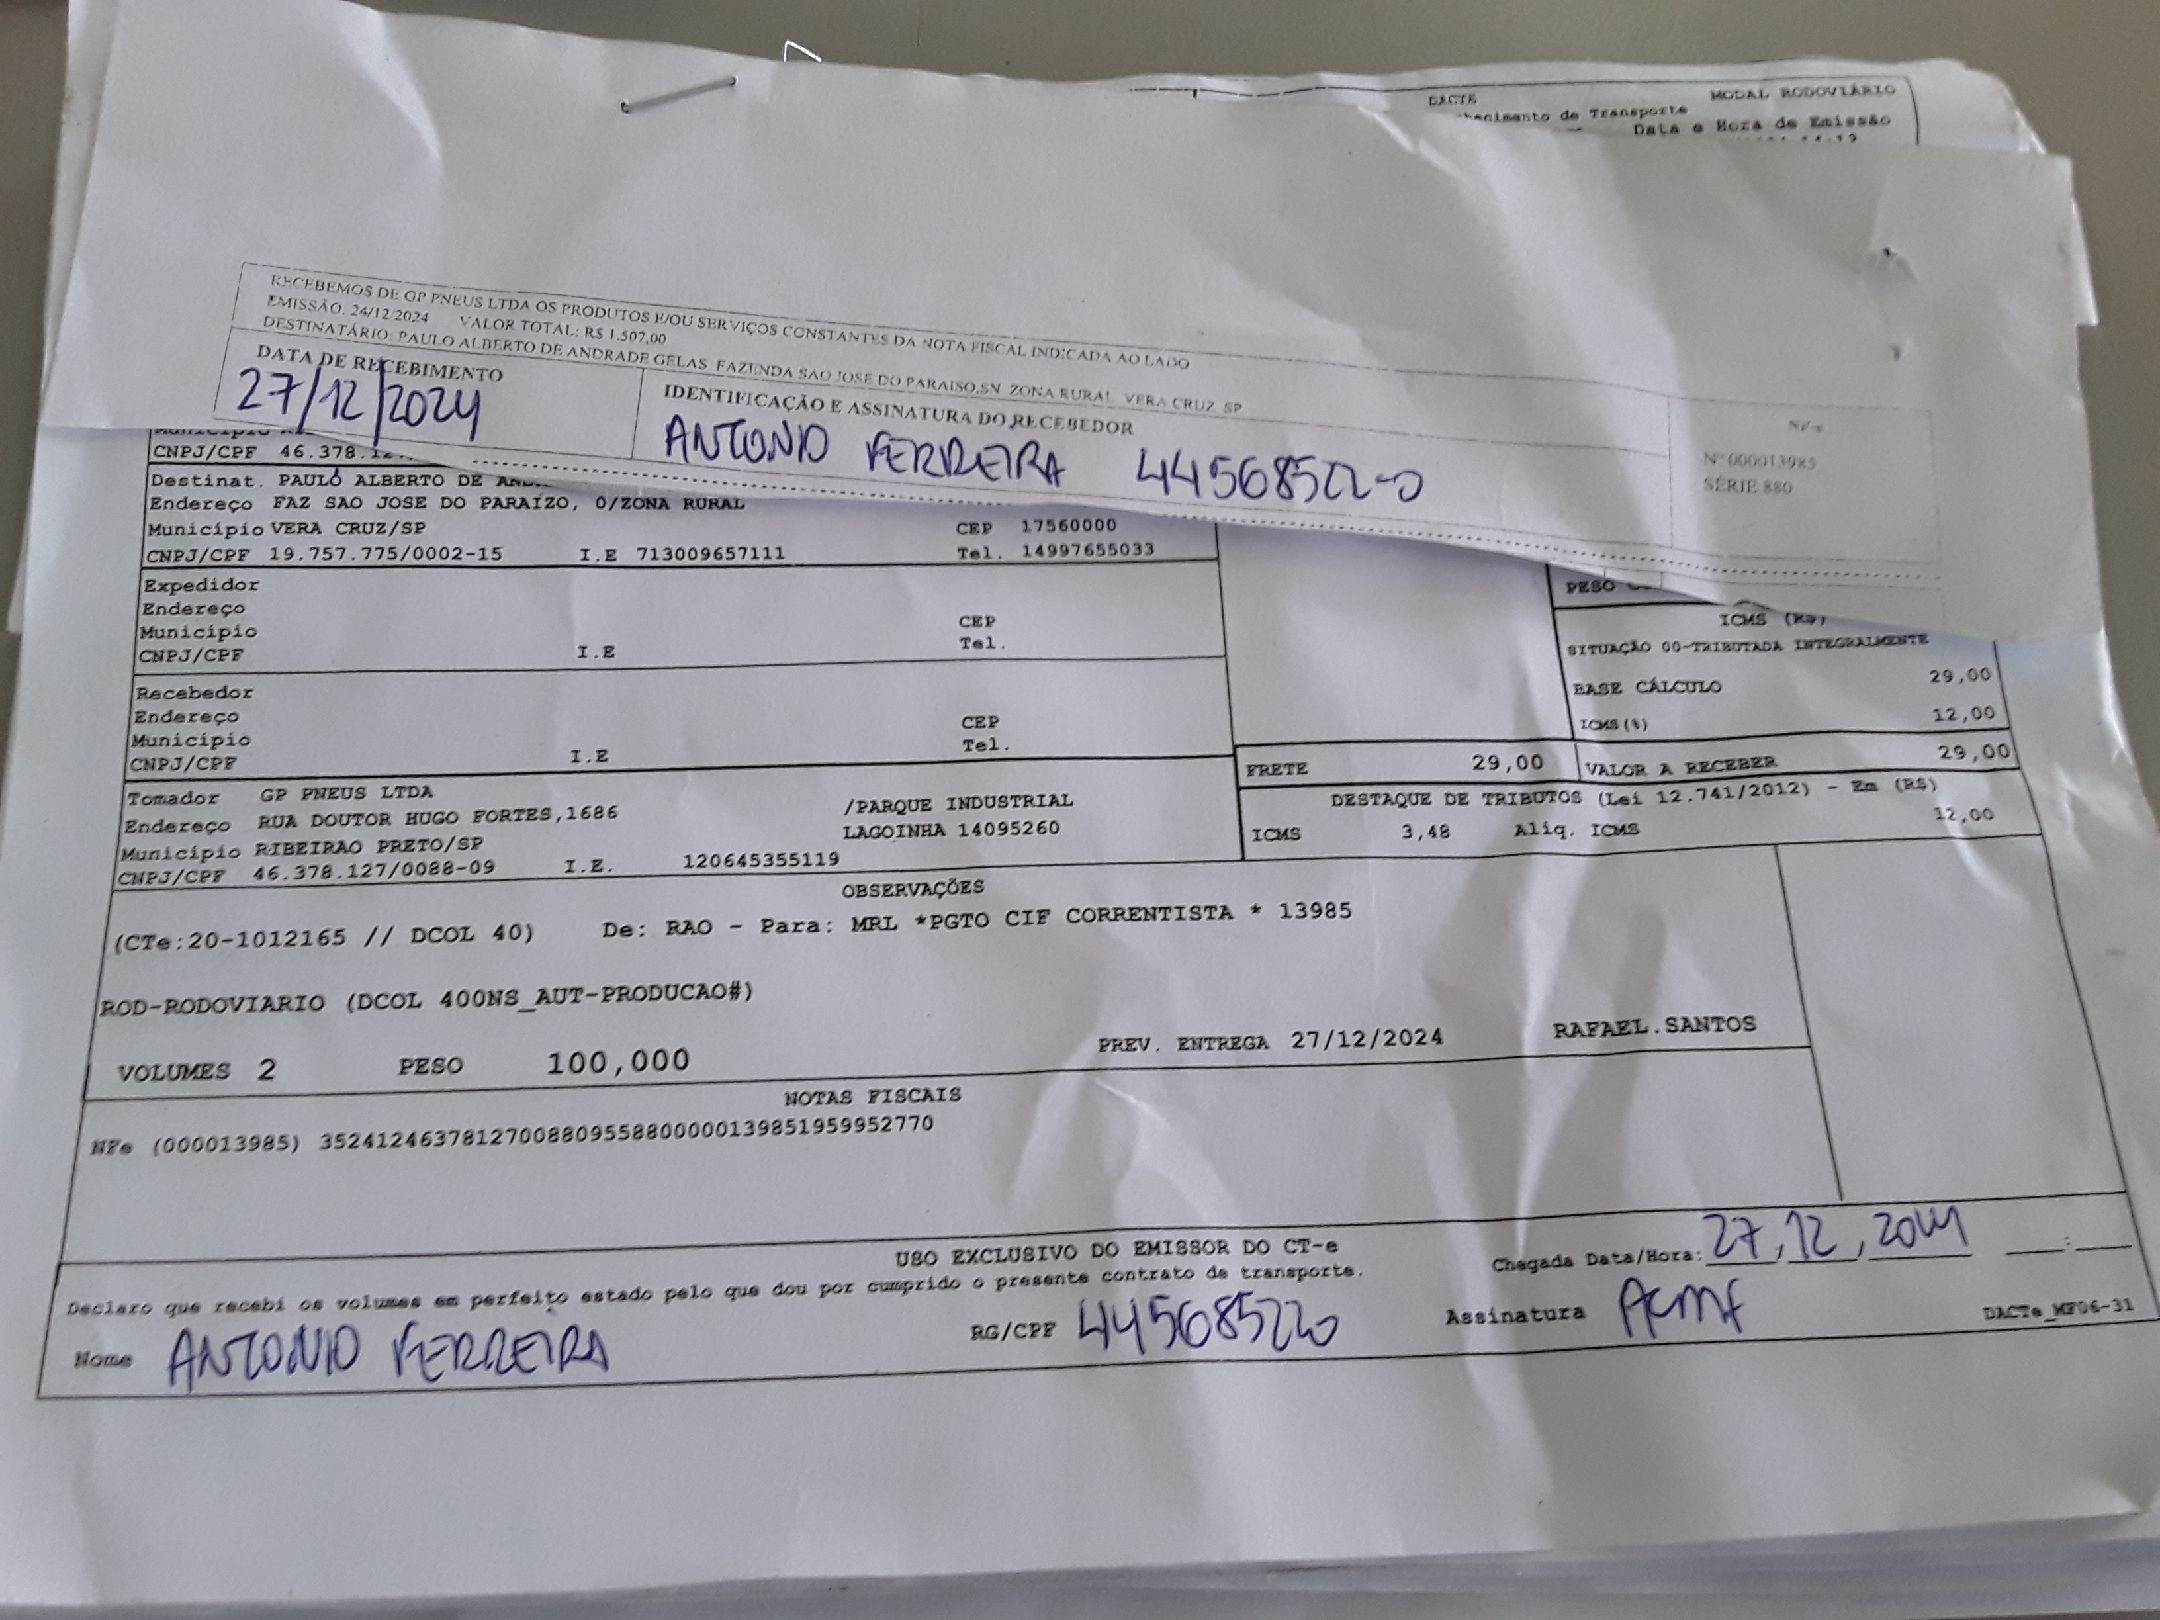 DACTE MODAL RODOVIÁRIO
hecimento de Transporte
Data e Hora de Emissão
RECEBEMOS DE GP PNEUS LTDA OS PRODUTOS E/OU SERVIÇOS CONSTANTES DA NOTA FISCAL INDICADA AO LADO
EMISSÃO: 24/12/2024 VALOR TOTAL: R$ 1.507,00
DESTINATÁRIO: PAULO ALBERTO DE ANDRADE GELAS FAZENDA SAO JOSE DO PARAISO,SN ZONA RURAL VERA CRUZ SP
DATA DE RECEBIMENTO
27/12/2024
IDENTIFICAÇÃO E ASSINATURA DO RECEBEDOR
ANTONIO FERREIRA 44568522-0
NF-e
Nº 000013985
SÉRIE 880
CNPJ/CPF 46.378.12
Destinat. PAULO ALBERTO DE
Endereço FAZ SAO JOSE DO PARAIZO, 0/ZONA RURAL
Município VERA CRUZ/SP CEP 17560000
CNPJ/CPF 19.757.775/0002-15 I.E 713009657111 Tel. 14997655033
Expedidor
Endereço
Município CEP
CNPJ/CPF I.E Tel.
Recebedor
Endereço
Município CEP
CNPJ/CPF I.E Tel.
PESO
ICMS (R$)
SITUAÇÃO 00-TRIBUTADA INTEGRALMENTE
BASE CÁLCULO 29,00
ICMS(%) 12,00
FRETE 29,00 VALOR A RECEBER 29,00
DESTAQUE DE TRIBUTOS (Lei 12.741/2012) - Em (R$)
ICMS 3,48 Aliq. ICMS 12,00
Tomador GP PNEUS LTDA
Endereço RUA DOUTOR HUGO FORTES,1686 /PARQUE INDUSTRIAL
LAGOINHA 14095260
Município RIBEIRAO PRETO/SP
CNPJ/CPF 46.378.127/0088-09 I.E. 120645355119
OBSERVAÇÕES
(CTe:20-1012165 // DCOL 40) De: RAO - Para: MRL *PGTO CIF CORRENTISTA * 13985
ROD-RODOVIARIO (DCOL 400NS_AUT-PRODUCAO#)
VOLUMES 2 PESO 100,000 PREV. ENTREGA 27/12/2024 RAFAEL.SANTOS
NOTAS FISCAIS
NFe (000013985) 35241246378127008809558800000139851959952770
USO EXCLUSIVO DO EMISSOR DO CT-e
Declaro que recebi os volumes em perfeito estado pelo que dou por cumprido o presente contrato de transporte.
Chegada Data/Hora: 27,12,2024 __:__
Nome ANTONIO FERREIRA RG/CPF 445685220 Assinatura DACTe_MF06-31